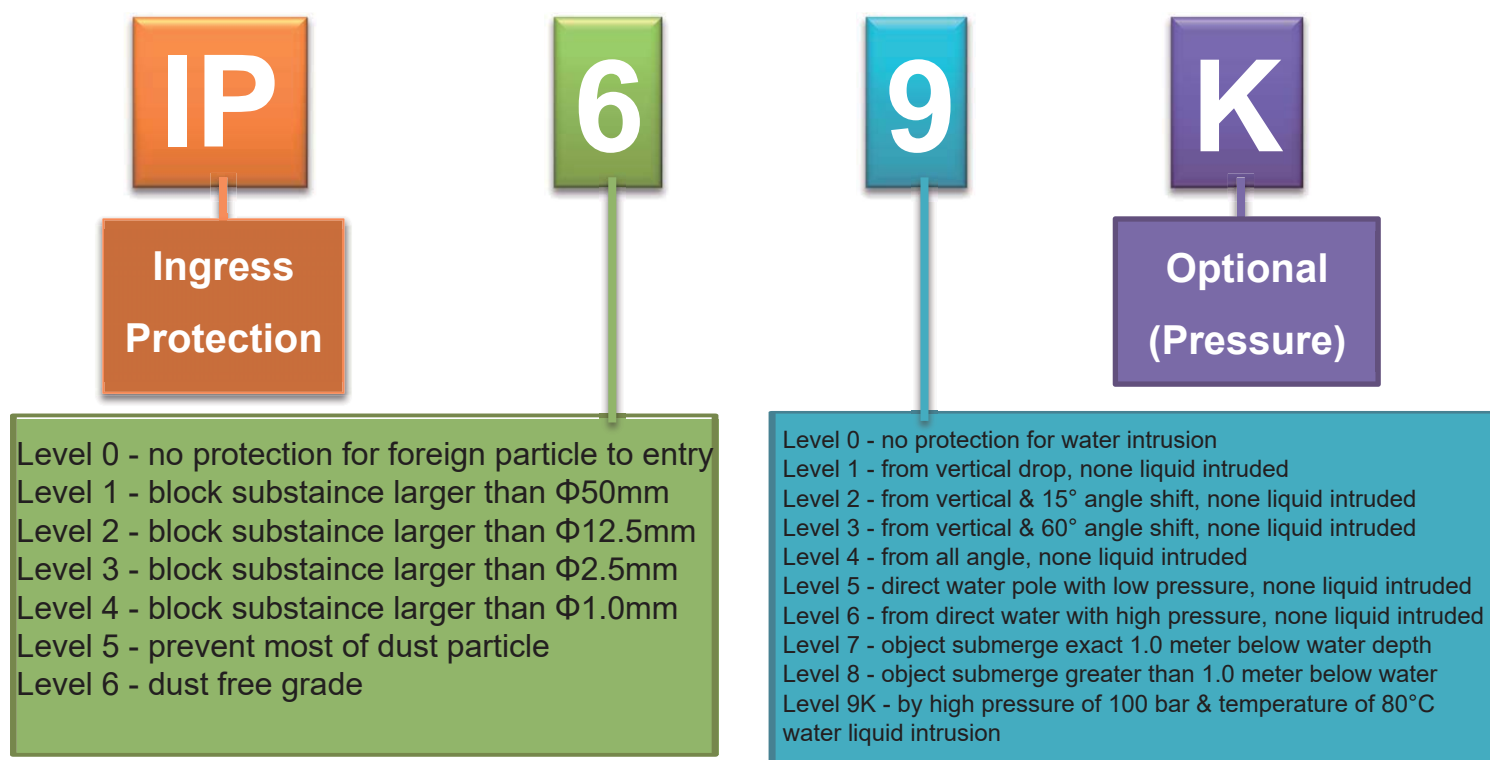 IP
6
9
K
Ingress
Protection
Optional
(Pressure)
Level 0 - no protection for foreign particle to entry
Level 1 - block substaince larger than Φ50mm
Level 2 - block substaince larger than Φ12.5mm
Level 3 - block substaince larger than Φ2.5mm
Level 4 - block substaince larger than Φ1.0mm
Level 5 - prevent most of dust particle
Level 6 - dust free grade
Level 0 - no protection for water intrusion
Level 1 - from vertical drop, none liquid intruded
Level 2 - from vertical & 15° angle shift, none liquid intruded
Level 3 - from vertical & 60° angle shift, none liquid intruded
Level 4 - from all angle, none liquid intruded
Level 5 - direct water pole with low pressure, none liquid intruded
Level 6 - from direct water with high pressure, none liquid intruded
Level 7 - object submerge exact 1.0 meter below water depth
Level 8 - object submerge greater than 1.0 meter below water
Level 9K - by high pressure of 100 bar & temperature of 80°C
water liquid intrusion